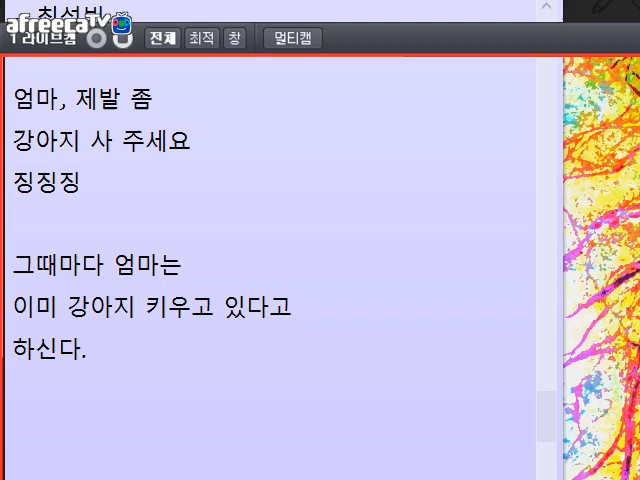 afreecaTV
1 라이브캠 전체 최적 창 멀티캠
엄마, 제발 좀
강아지 사 주세요
징징징
그때마다 엄마는
이미 강아지 키우고 있다고
하신다.